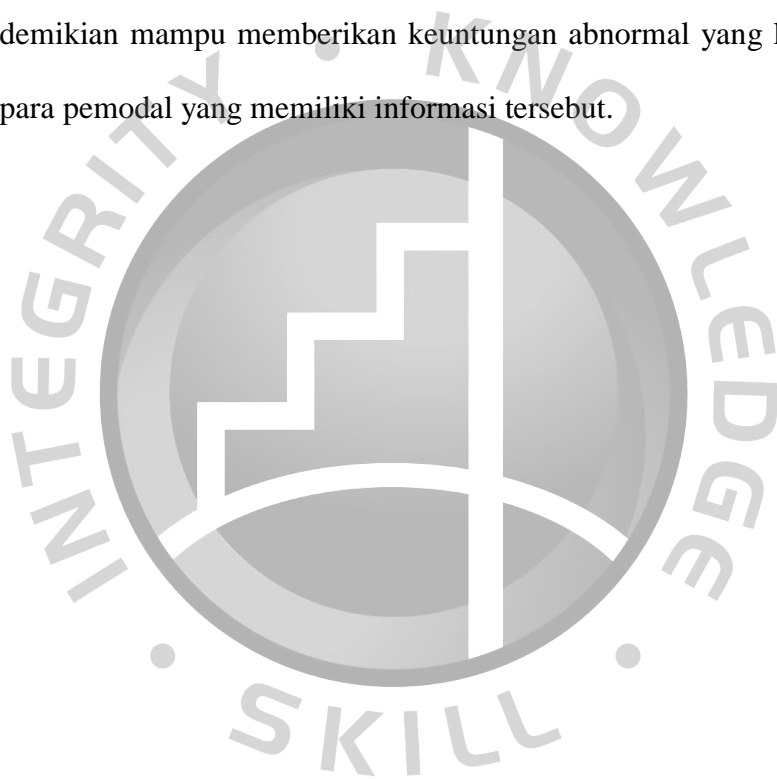 demikian mampu memberikan keuntungan abnormal yang
para pemodal yang memiliki informasi tersebut.
INTEGRITY • KNOWLEDGE • SKILL